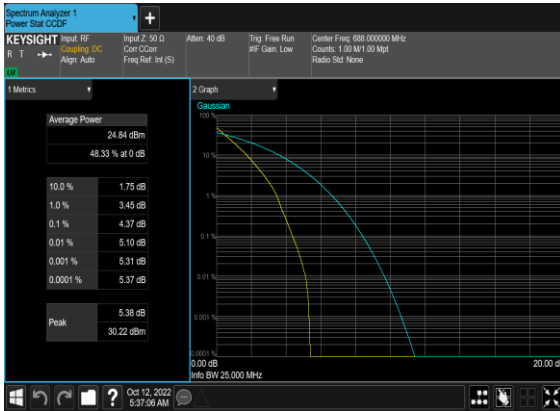 Spectrum Analyzer 1
Power Stat CCDF
+
KEYSIGHT
R T
LXI
Input: RF
Coupling: DC
Align: Auto
Input Z: 50 Ω
Corr CCorr
Freq Ref: Int (S)
Atten: 40 dB
Trig: Free Run
#IF Gain: Low
Center Freq: 688.000000 MHz
Counts: 1.00 M/1.00 Mpt
Radio Std: None
1 Metrics
Average Power
24.84 dBm
48.33 % at 0 dB
10.0 % 1.75 dB
1.0 % 3.45 dB
0.1 % 4.37 dB
0.01 % 5.10 dB
0.001 % 5.31 dB
0.0001 % 5.37 dB
Peak
5.38 dB
30.22 dBm
2 Graph
Gaussian
100 %
10 %
1 %
0.1 %
0.01 %
0.001 %
0.0001 %
0.00 dB
20.00 d
Info BW 25.000 MHz
?
Oct 12, 2022
5:37:06 AM